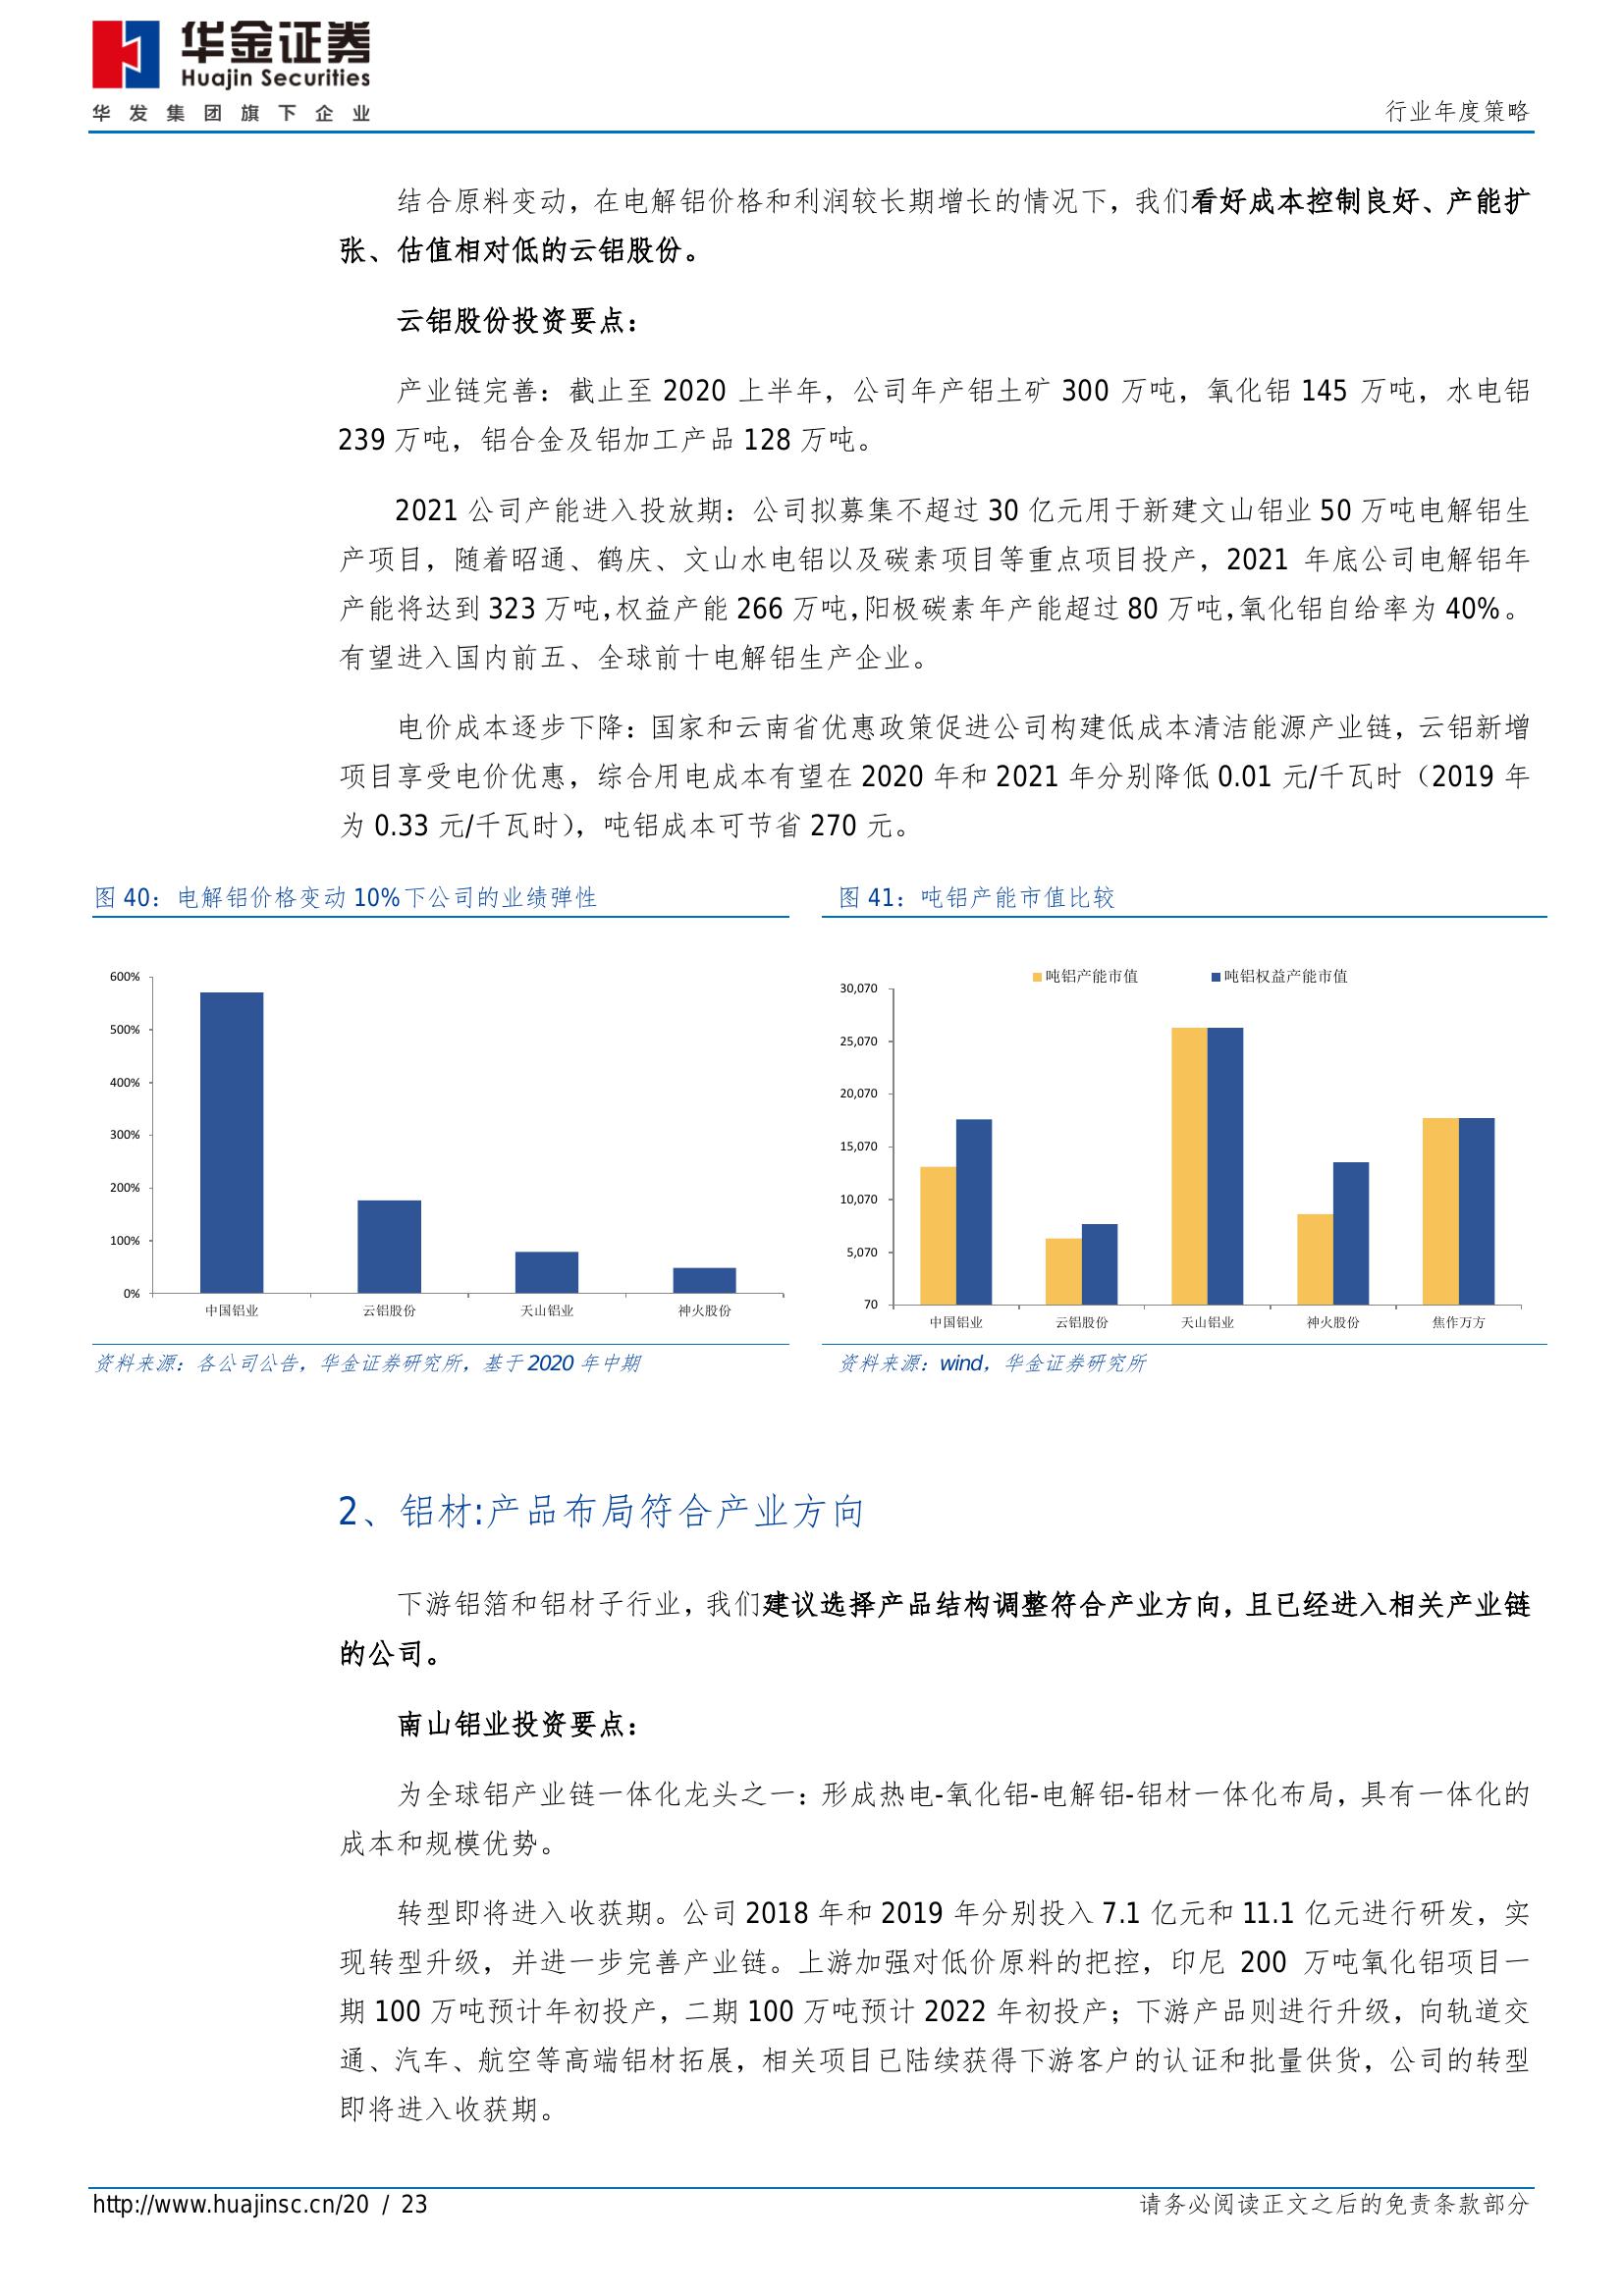 华金证券
Huajin Securities
华发集团旗下企业
行业年度策略
结合原料变动，在电解铝价格和利润较长期增长的情况下，我们看好成本控制良好、产能扩
张、估值相对低的云铝股份。
云铝股份投资要点：
产业链完善：截止至 2020 上半年，公司年产铝土矿 300 万吨，氧化铝 145 万吨，水电铝
239 万吨，铝合金及铝加工产品 128 万吨。
2021 公司产能进入投放期：公司拟募集不超过 30 亿元用于新建文山铝业 50 万吨电解铝生
产项目，随着昭通、鹤庆、文山水电铝以及碳素项目等重点项目投产，2021 年底公司电解铝年
产能将达到 323 万吨，权益产能 266 万吨，阳极碳素年产能超过 80 万吨，氧化铝自给率为 40%。
有望进入国内前五、全球前十电解铝生产企业。
电价成本逐步下降：国家和云南省优惠政策促进公司构建低成本清洁能源产业链，云铝新增
项目享受电价优惠，综合用电成本有望在 2020 年和 2021 年分别降低 0.01 元/千瓦时（2019 年
为 0.33 元/千瓦时），吨铝成本可节省 270 元。
图 40：电解铝价格变动 10%下公司的业绩弹性
600%
500%
400%
300%
200%
100%
0%
中国铝业 云铝股份 天山铝业 神火股份
资料来源：各公司公告，华金证券研究所，基于 2020 年中期
图 41：吨铝产能市值比较
吨铝产能市值 吨铝权益产能市值
30,070
25,070
20,070
15,070
10,070
5,070
70
中国铝业 云铝股份 天山铝业 神火股份 焦作万方
资料来源：wind，华金证券研究所
2、铝材:产品布局符合产业方向
下游铝箔和铝材子行业，我们建议选择产品结构调整符合产业方向，且已经进入相关产业链
的公司。
南山铝业投资要点：
为全球铝产业链一体化龙头之一：形成热电-氧化铝-电解铝-铝材一体化布局，具有一体化的
成本和规模优势。
转型即将进入收获期。公司 2018 年和 2019 年分别投入 7.1 亿元和 11.1 亿元进行研发，实
现转型升级，并进一步完善产业链。上游加强对低价原料的把控，印尼 200 万吨氧化铝项目一
期 100 万吨预计年初投产，二期 100 万吨预计 2022 年初投产；下游产品则进行升级，向轨道交
通、汽车、航空等高端铝材拓展，相关项目已陆续获得下游客户的认证和批量供货，公司的转型
即将进入收获期。
http://www.huajinsc.cn/20 / 23
请务必阅读正文之后的免责条款部分